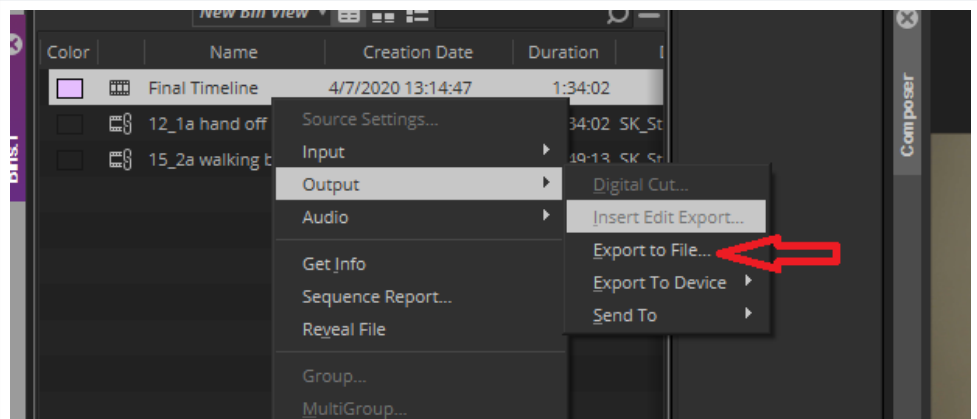 New Bin View
Color Name Creation Date Duration
Final Timeline 4/7/2020 13:14:47 1:34:02
12_1a hand off 34:02 SK_St
15_2a walking b 49:13 SK_St
Source Settings...
Input
Output
Audio
Get Info
Sequence Report...
Reveal File
Group...
MultiGroup...
Digital Cut...
Insert Edit Export...
Export to File...
Export To Device
Send To
Composer